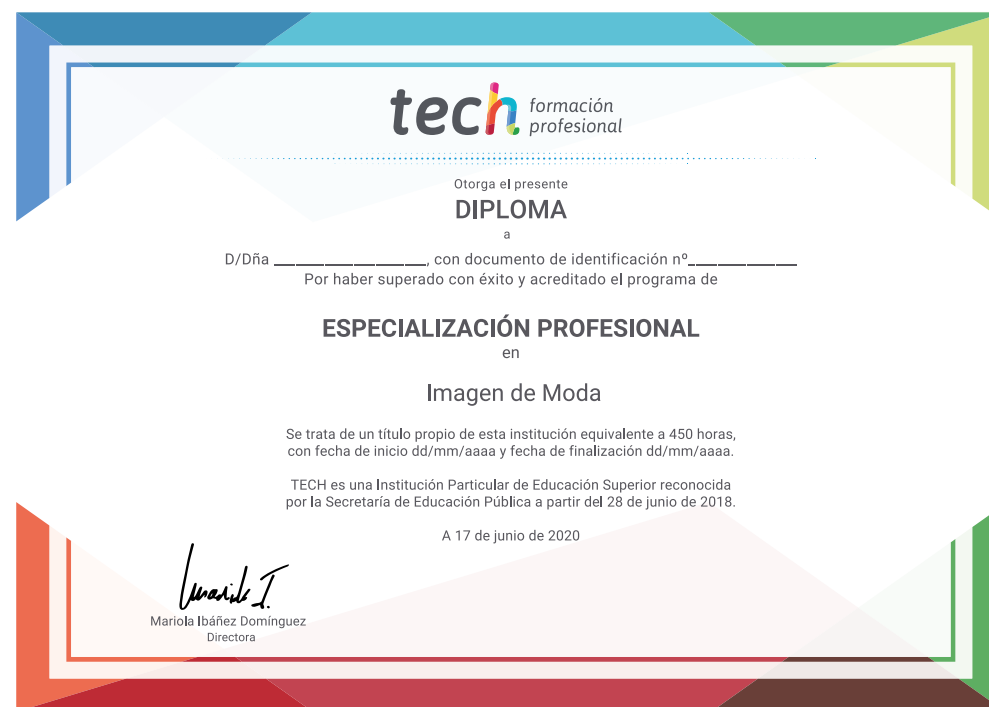 tech formación
profesional
Otorga el presente
DIPLOMA
a
D/Dña ____________________, con documento de identificación nº______________
Por haber superado con éxito y acreditado el programa de
ESPECIALIZACIÓN PROFESIONAL
en
Imagen de Moda
Se trata de un título propio de esta institución equivalente a 450 horas,
con fecha de inicio dd/mm/aaaa y fecha de finalización dd/mm/aaaa.
TECH es una Institución Particular de Educación Superior reconocida
por la Secretaría de Educación Pública a partir del 28 de junio de 2018.
A 17 de junio de 2020
Mariola Ibáñez Domínguez
Directora